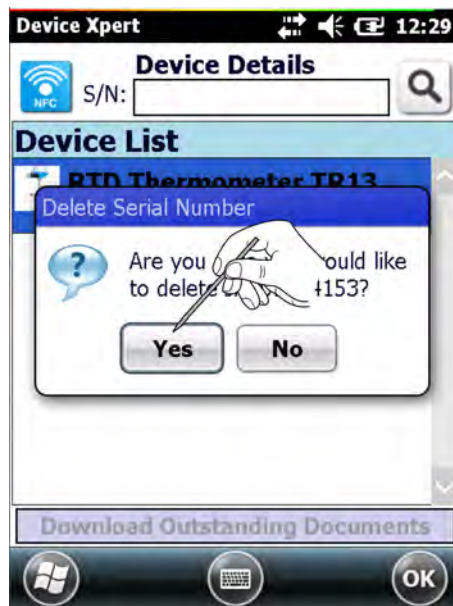 Device Xpert 12:29
Device Details
NFC
S/N:
Device List
RTD Thermometer TR13
Delete Serial Number
? Are you ould like
to delete 4153?
Yes No
Download Outstanding Documents
OK